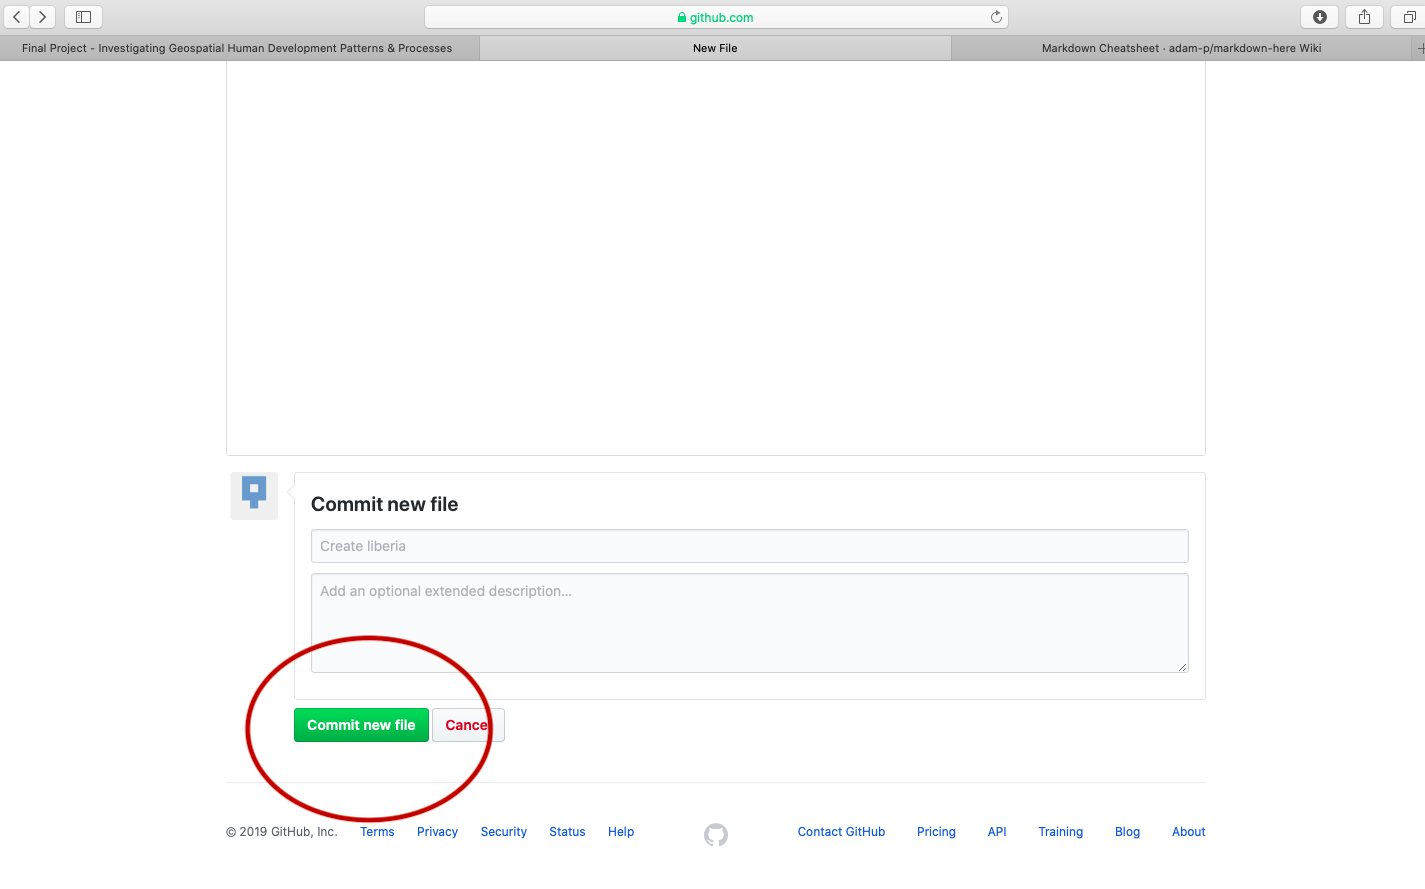 github.com
Final Project - Investigating Geospatial Human Development Patterns & Processes
New File
Markdown Cheatsheet · adam-p/markdown-here Wiki
Commit new file
Create liberia
Add an optional extended description...
Commit new file Cancel
© 2019 GitHub, Inc. Terms Privacy Security Status Help Contact GitHub Pricing API Training Blog About